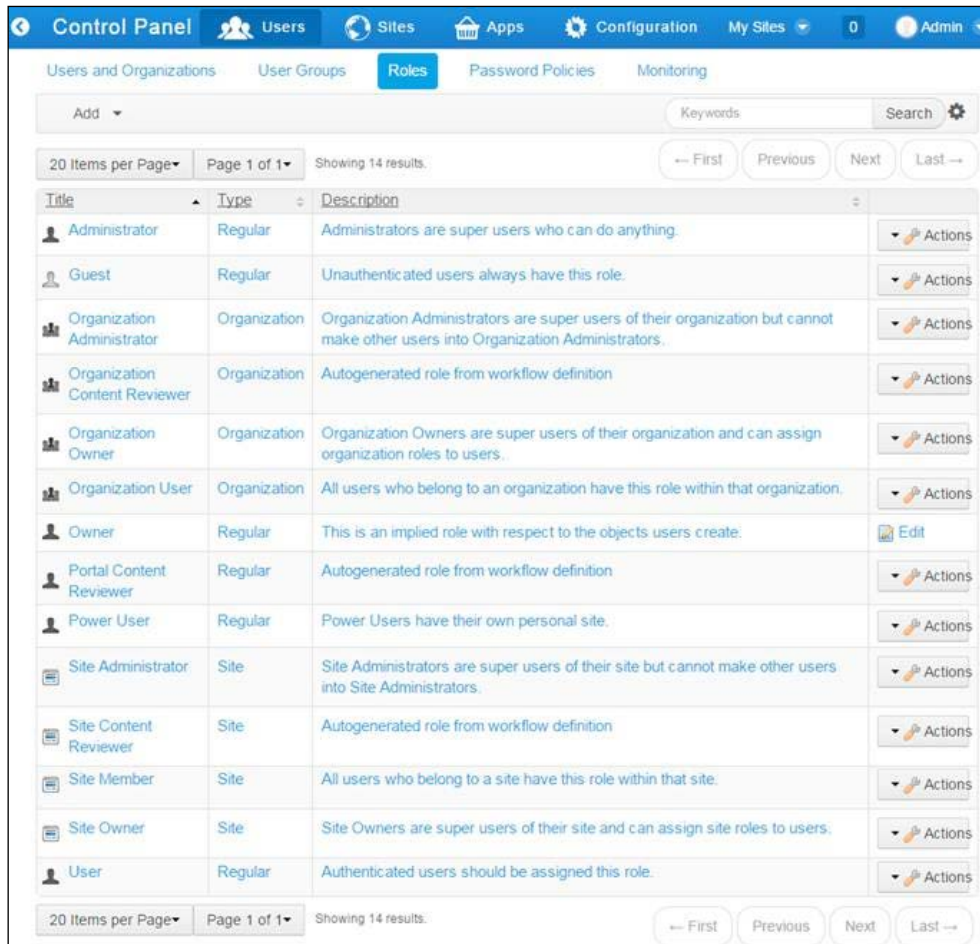 Control Panel Users Sites Apps Configuration My Sites 0 Admin
Users and Organizations User Groups Roles Password Policies Monitoring
Add Keywords Search
20 Items per Page Page 1 of 1 Showing 14 results. ← First Previous Next Last →
Title Type Description
Administrator Regular Administrators are super users who can do anything. Actions
Guest Regular Unauthenticated users always have this role. Actions
Organization Administrator Organization Organization Administrators are super users of their organization but cannot make other users into Organization Administrators. Actions
Organization Content Reviewer Organization Autogenerated role from workflow definition Actions
Organization Owner Organization Organization Owners are super users of their organization and can assign organization roles to users. Actions
Organization User Organization All users who belong to an organization have this role within that organization. Actions
Owner Regular This is an implied role with respect to the objects users create. Edit
Portal Content Reviewer Regular Autogenerated role from workflow definition Actions
Power User Regular Power Users have their own personal site. Actions
Site Administrator Site Site Administrators are super users of their site but cannot make other users into Site Administrators. Actions
Site Content Reviewer Site Autogenerated role from workflow definition Actions
Site Member Site All users who belong to a site have this role within that site. Actions
Site Owner Site Site Owners are super users of their site and can assign site roles to users. Actions
User Regular Authenticated users should be assigned this role. Actions
20 Items per Page Page 1 of 1 Showing 14 results. ← First Previous Next Last →